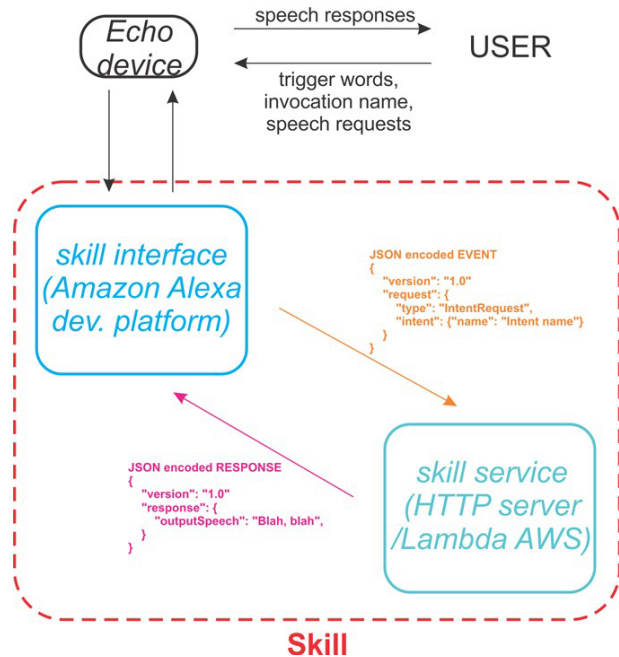 Echo
device
speech responses
USER
trigger words,
invocation name,
speech requests
skill interface
(Amazon Alexa
dev. platform)
JSON encoded EVENT
{
"version": "1.0"
"request": {
"type": "IntentRequest",
"intent": {"name": "Intent name"}
}
}
JSON encoded RESPONSE
{
"version": "1.0"
"response": {
"outputSpeech": "Blah, blah",
}
}
skill service
(HTTP server
/Lambda AWS)
Skill